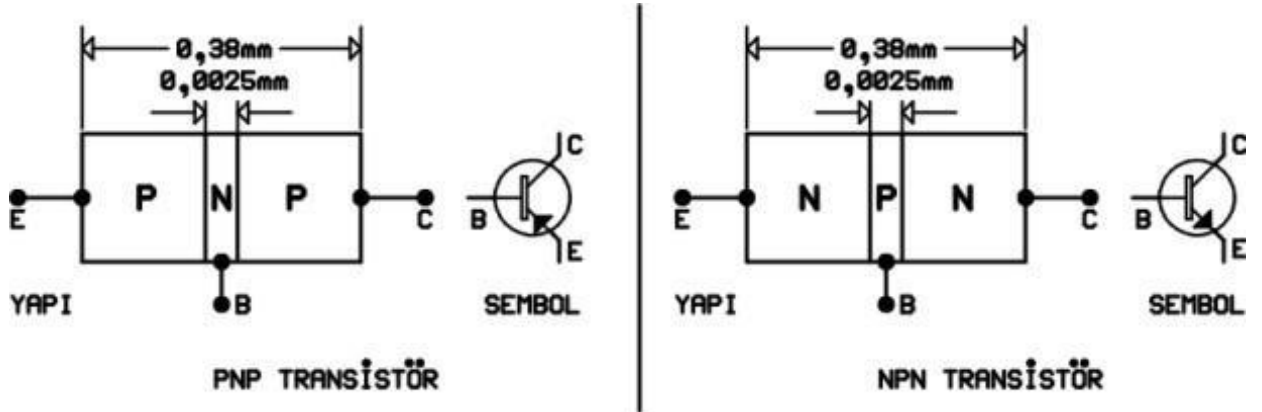 0,38mm
0,0025mm
P N P
E
C
B
YAPI
B
C
E
SEMBOL
PNP TRANSİSTÖR
0,38mm
0,0025mm
N P N
E
C
B
YAPI
B
C
E
SEMBOL
NPN TRANSİSTÖR